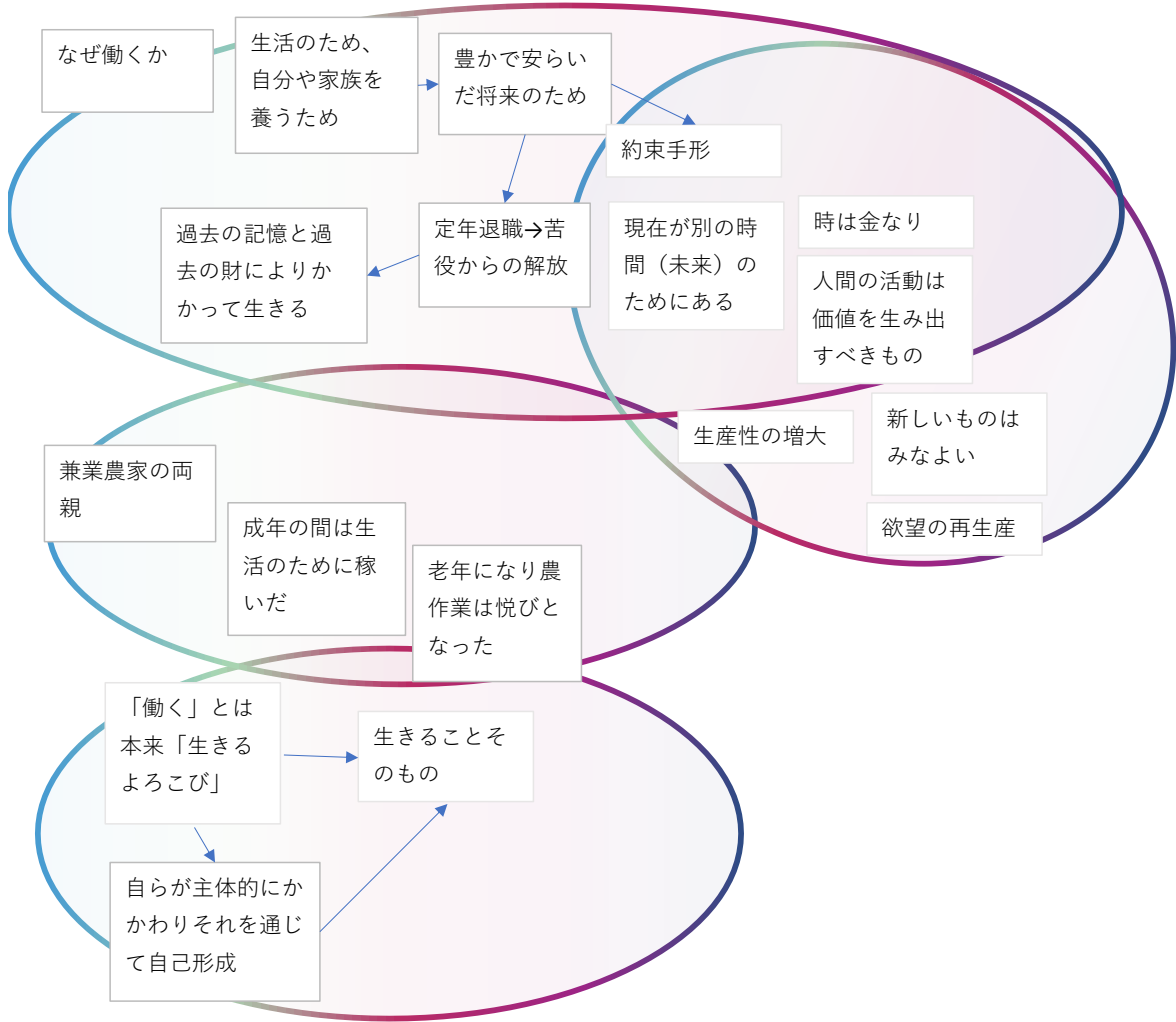 なぜ働くか
生活のため、
自分や家族を
養うため
豊かで安らい
だ将来のため
約束手形
過去の記憶と過
去の財によりか
かって生きる
定年退職→苦
役からの解放
現在が別の時
間（未来）の
ためにある
時は金なり
人間の活動は
価値を生み出
すべきもの
生産性の増大
新しいものは
みなよい
欲望の再生産
兼業農家の両
親
成年の間は生
活のために稼
いだ
老年になり農
作業は悦びと
なった
「働く」とは
本来「生きる
よろこび」
生きることそ
のもの
自らが主体的にか
かわりそれを通じ
て自己形成